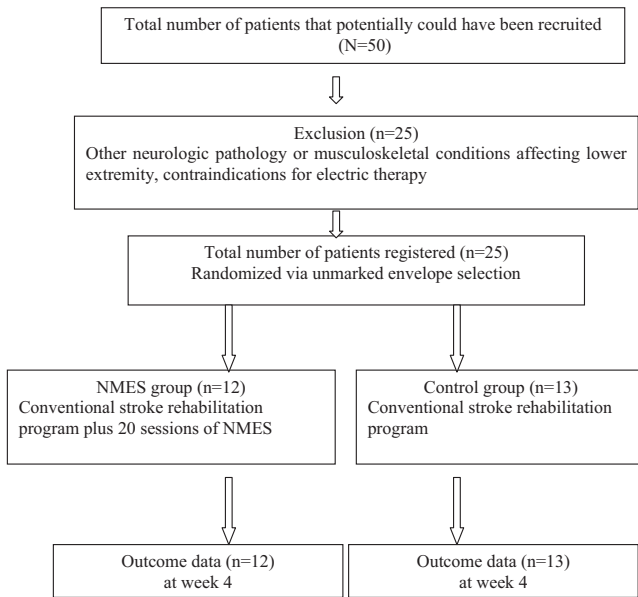 Total number of patients that potentially could have been recruited
(N=50)
Exclusion (n=25)
Other neurologic pathology or musculoskeletal conditions affecting lower
extremity, contraindications for electric therapy
Total number of patients registered (n=25)
Randomized via unmarked envelope selection
NMES group (n=12)
Conventional stroke rehabilitation
program plus 20 sessions of NMES
Control group (n=13)
Conventional stroke rehabilitation
program
Outcome data (n=12)
at week 4
Outcome data (n=13)
at week 4